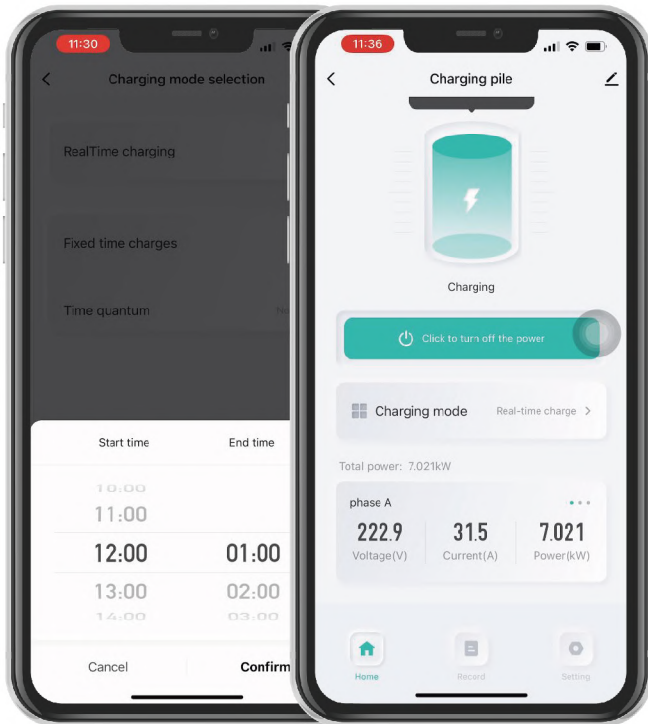 11:30
Charging mode selection
RealTime charging
Fixed time charges
Time quantum
Start time End time
10:00
11:00
12:00 01:00
13:00 02:00
14:00 03:00
Cancel Confirm
11:36
Charging pile
Charging
Click to turn off the power
Charging mode Real-time charge
Total power: 7.021kW
phase A
222.9 31.5 7.021
Voltage(V) Current(A) Power(kW)
Home Record Setting